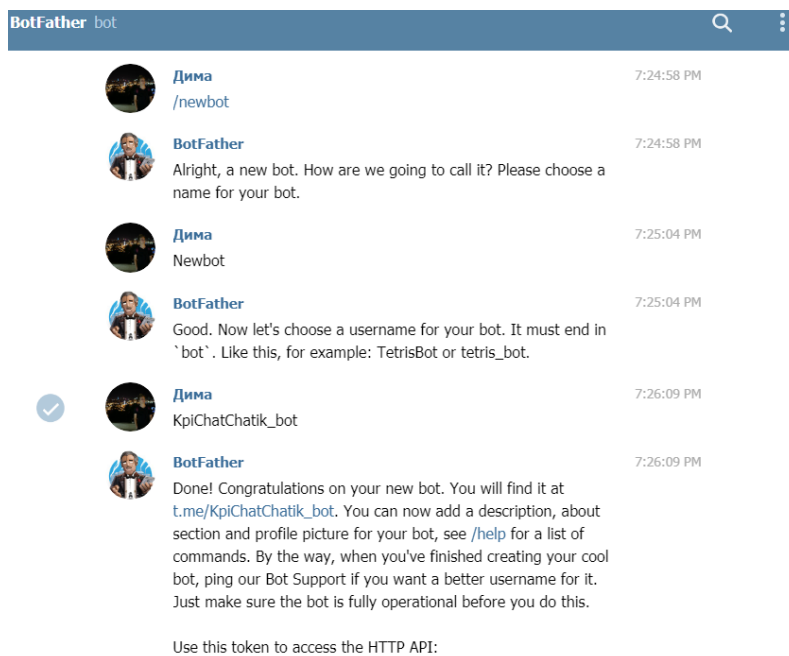 BotFather bot
Дима 7:24:58 PM
/newbot
BotFather 7:24:58 PM
Alright, a new bot. How are we going to call it? Please choose a
name for your bot.
Дима 7:25:04 PM
Newbot
BotFather 7:25:04 PM
Good. Now let's choose a username for your bot. It must end in
`bot`. Like this, for example: TetrisBot or tetris_bot.
Дима 7:26:09 PM
KpiChatChatik_bot
BotFather 7:26:09 PM
Done! Congratulations on your new bot. You will find it at
t.me/KpiChatChatik_bot. You can now add a description, about
section and profile picture for your bot, see /help for a list of
commands. By the way, when you've finished creating your cool
bot, ping our Bot Support if you want a better username for it.
Just make sure the bot is fully operational before you do this.
Use this token to access the HTTP API: